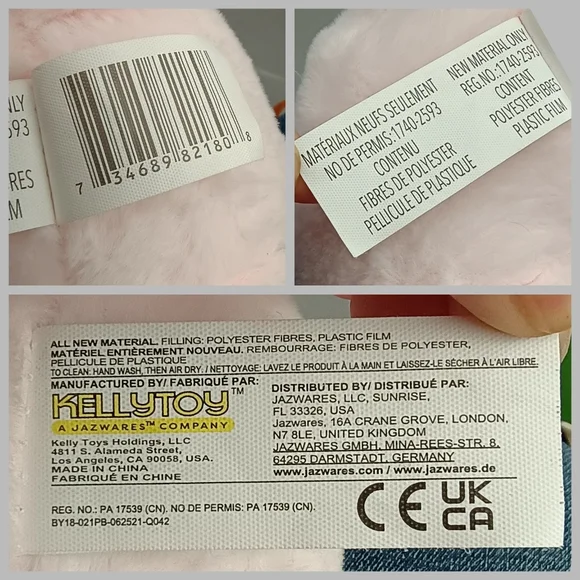 NLY
593
RES
M
7 34689 82180 8
MATÉRIAUX NEUFS SEULEMENT
NO DE PERMIS:1740-2593
CONTENU
FIBRES DE POLYESTER
PELLICULE DE PLASTIQUE
NEW MATERIAL ONLY
REG.NO.:1740-2593
CONTENT
POLYESTER FIBRES
PLASTIC FILM
ALL NEW MATERIAL. FILLING: POLYESTER FIBRES, PLASTIC FILM
MATÉRIEL ENTIÈREMENT NOUVEAU. REMBOURRAGE: FIBRES DE POLYESTER,
PELLICULE DE PLASTIQUE
TO CLEAN: HAND WASH, THEN AIR DRY. / NETTOYAGE: LAVEZ LE PRODUIT À LA MAIN ET LAISSEZ-LE SÉCHER À L'AIR LIBRE.
MANUFACTURED BY/ FABRIQUÉ PAR:
KELLYTOY™
A JAZWARES™ COMPANY
Kelly Toys Holdings, LLC
4811 S. Alameda Street,
Los Angeles, CA 90058, USA.
MADE IN CHINA
FABRIQUÉ EN CHINE
DISTRIBUTED BY/ DISTRIBUÉ PAR:
JAZWARES, LLC, SUNRISE,
FL 33326, USA
Jazwares, 16A CRANE GROVE, LONDON,
N7 8LE, UNITED KINGDOM
JAZWARES GMBH, MINA-REES-STR. 8,
64295 DARMSTADT, GERMANY
www.jazwares.com / www.jazwares.de
REG. NO.: PA 17539 (CN). NO DE PERMIS: PA 17539 (CN).
BY18-021PB-062521-Q042
CE UK
CA